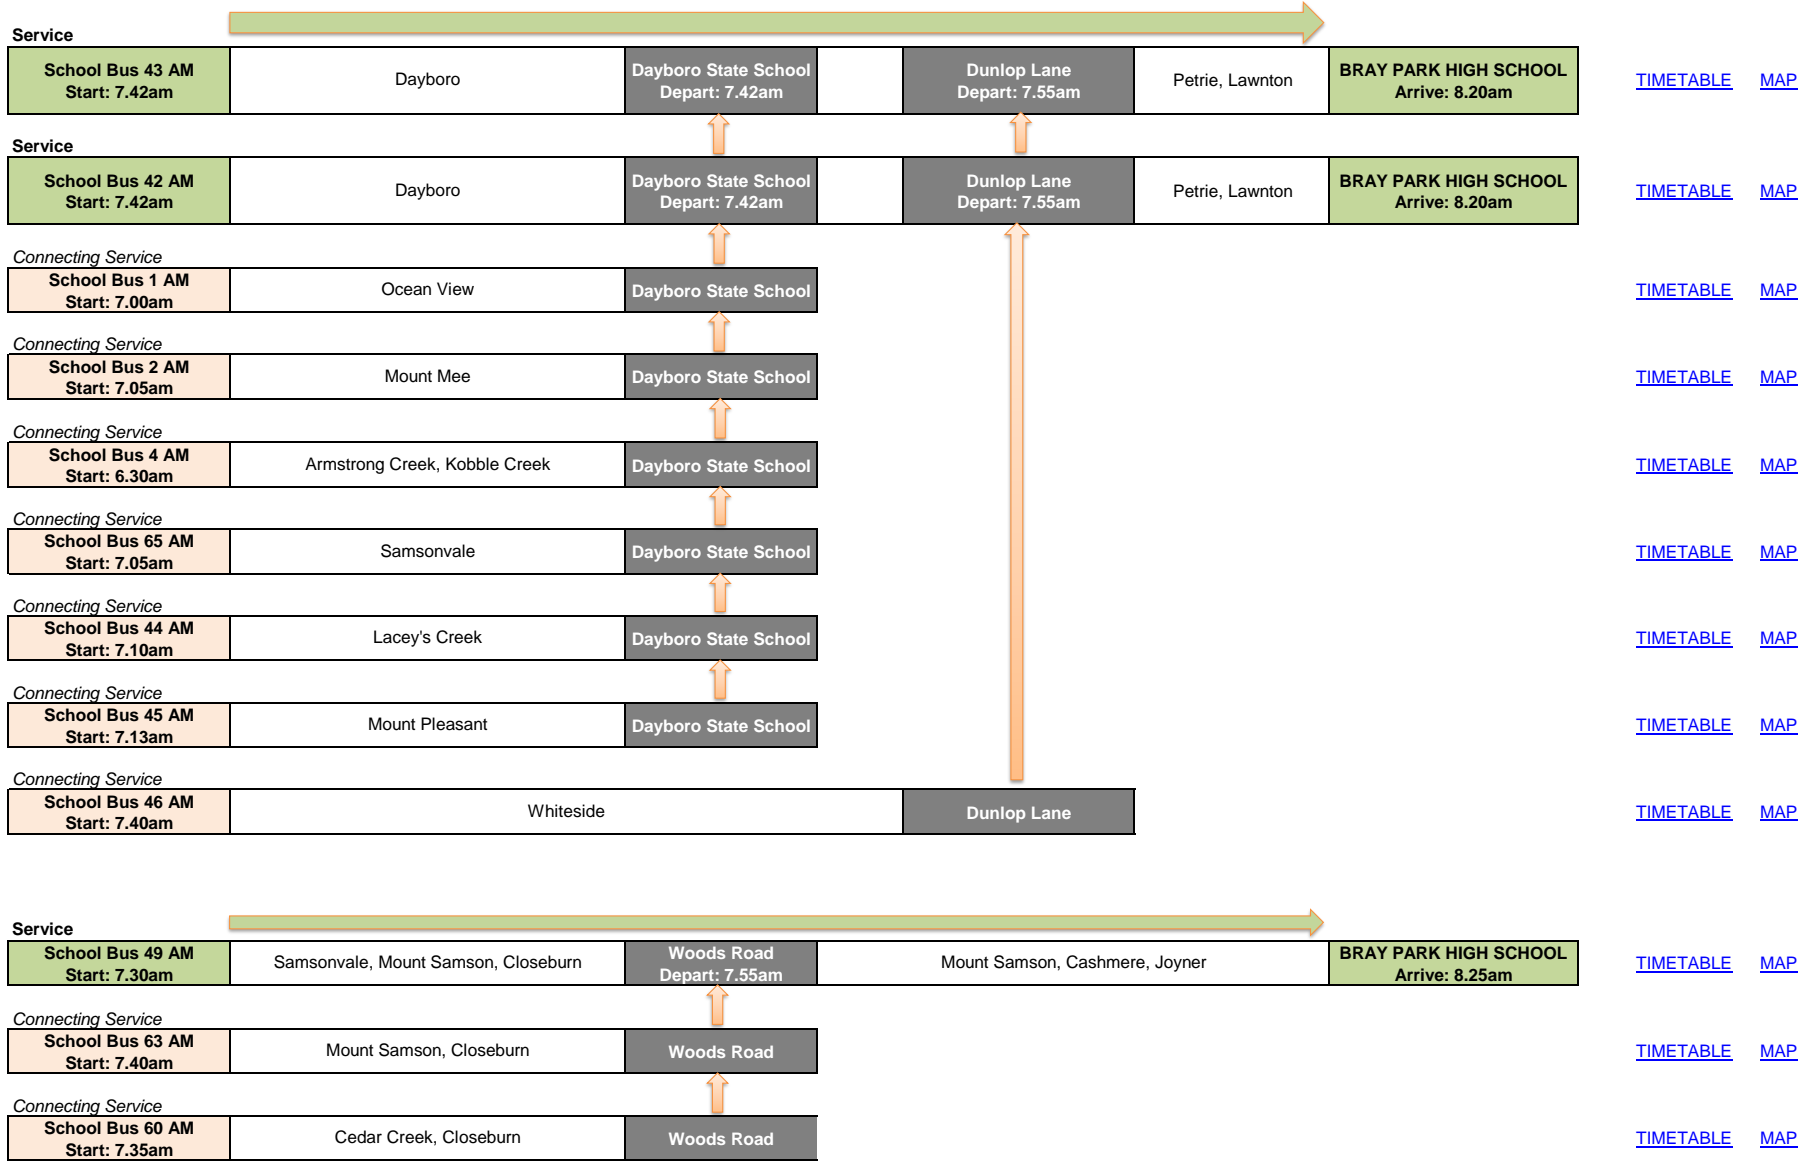 Service
School Bus 43 AM
Start: 7.42am
Dayboro
Dayboro State School
Depart: 7.42am
Dunlop Lane
Depart: 7.55am
Petrie, Lawnton
BRAY PARK HIGH SCHOOL
Arrive: 8.20am
TIMETABLE
MAP
Service
School Bus 42 AM
Start: 7.42am
Dayboro
Dayboro State School
Depart: 7.42am
Dunlop Lane
Depart: 7.55am
Petrie, Lawnton
BRAY PARK HIGH SCHOOL
Arrive: 8.20am
TIMETABLE
MAP
Connecting Service
School Bus 1 AM
Start: 7.00am
Ocean View
Dayboro State School
TIMETABLE
MAP
Connecting Service
School Bus 2 AM
Start: 7.05am
Mount Mee
Dayboro State School
TIMETABLE
MAP
Connecting Service
School Bus 4 AM
Start: 6.30am
Armstrong Creek, Kobble Creek
Dayboro State School
TIMETABLE
MAP
Connecting Service
School Bus 65 AM
Start: 7.05am
Samsonvale
Dayboro State School
TIMETABLE
MAP
Connecting Service
School Bus 44 AM
Start: 7.10am
Lacey's Creek
Dayboro State School
TIMETABLE
MAP
Connecting Service
School Bus 45 AM
Start: 7.13am
Mount Pleasant
Dayboro State School
TIMETABLE
MAP
Connecting Service
School Bus 46 AM
Start: 7.40am
Whiteside
Dunlop Lane
TIMETABLE
MAP
Service
School Bus 49 AM
Start: 7.30am
Samsonvale, Mount Samson, Closeburn
Woods Road
Depart: 7.55am
Mount Samson, Cashmere, Joyner
BRAY PARK HIGH SCHOOL
Arrive: 8.25am
TIMETABLE
MAP
Connecting Service
School Bus 63 AM
Start: 7.40am
Mount Samson, Closeburn
Woods Road
TIMETABLE
MAP
Connecting Service
School Bus 60 AM
Start: 7.35am
Cedar Creek, Closeburn
Woods Road
TIMETABLE
MAP